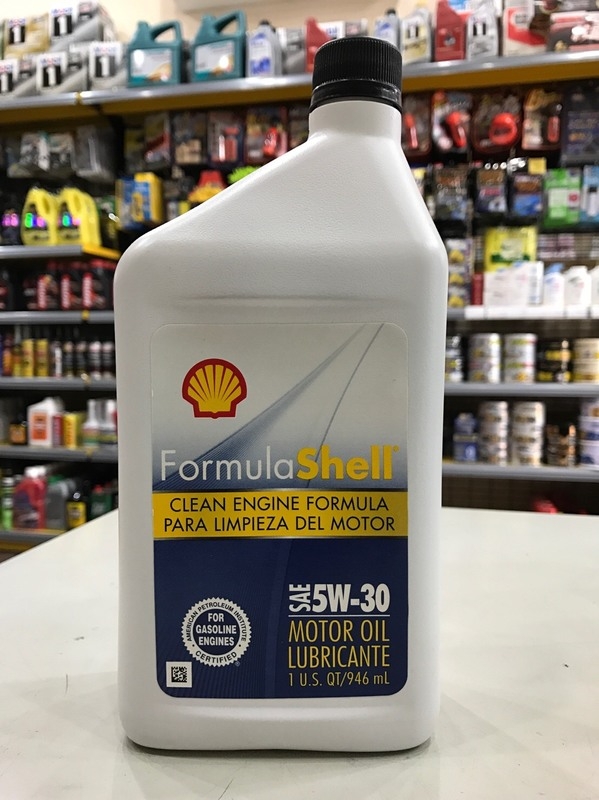 FormulaShell®
CLEAN ENGINE FORMULA
PARA LIMPIEZA DEL MOTOR
SAE 5W-30
MOTOR OIL
LUBRICANTE
1 U.S. QT/946 mL
AMERICAN PETROLEUM INSTITUTE
FOR
GASOLINE
ENGINES
CERTIFIED